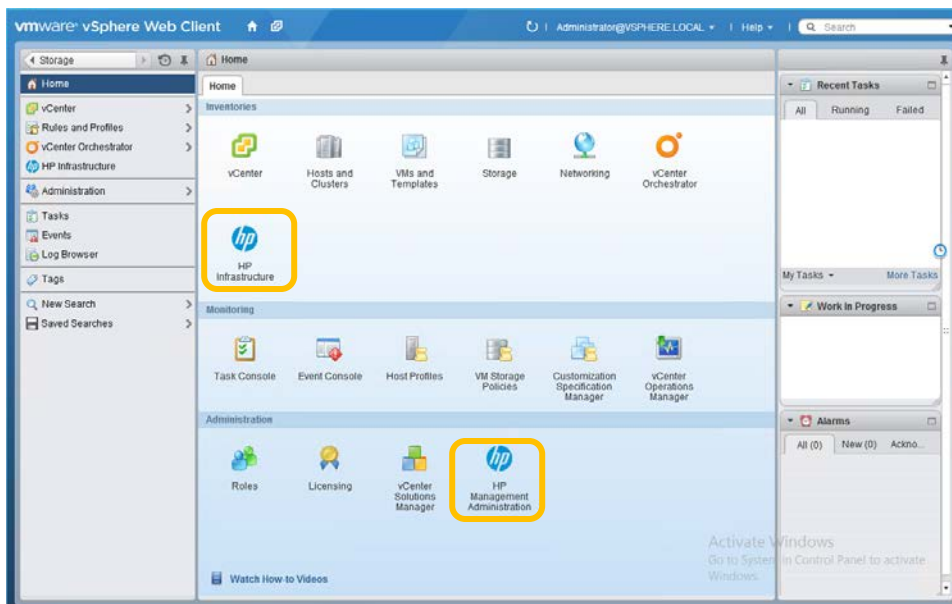 vmware® vSphere Web Client
Administrator@VSPHERE.LOCAL
Help
Search
Storage
Home
vCenter
Rules and Profiles
vCenter Orchestrator
HP Infrastructure
Administration
Tasks
Events
Log Browser
Tags
New Search
Saved Searches
Home
Home
Inventories
vCenter
Hosts and
Clusters
VMs and
Templates
Storage
Networking
vCenter
Orchestrator
hp
HP
Infrastructure
Monitoring
Task Console
Event Console
Host Profiles
VM Storage
Policies
Customization
Specification
Manager
vCenter
Operations
Manager
Administration
Roles
Licensing
vCenter
Solutions
Manager
hp
HP
Management
Administration
Watch How-to Videos
Recent Tasks
All Running Failed
My Tasks More Tasks
Work In Progress
Alarms
All (0) New (0) Ackno...
Activate Windows
Go to System in Control Panel to activate
Windows.